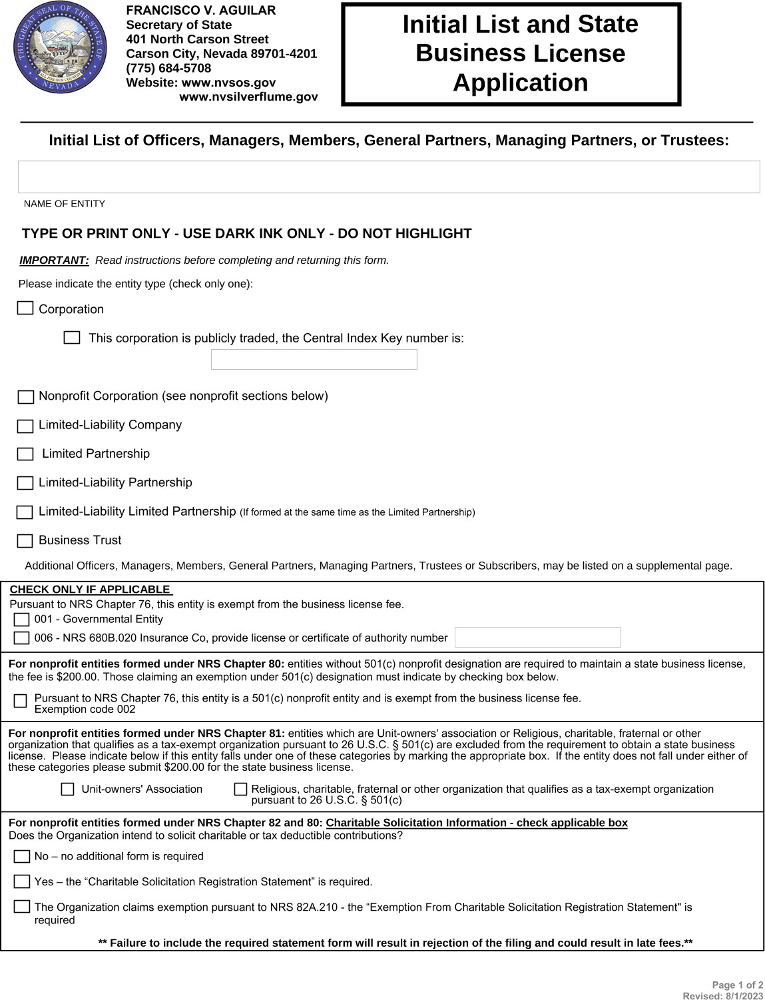 THE GREAT SEAL OF THE STATE OF
NEVADA
ALL FOR OUR COUNTRY
FRANCISCO V. AGUILAR
Secretary of State
401 North Carson Street
Carson City, Nevada 89701-4201
(775) 684-5708
Website: www.nvsos.gov
www.nvsilverflume.gov
Initial List and State
Business License
Application
Initial List of Officers, Managers, Members, General Partners, Managing Partners, or Trustees:
NAME OF ENTITY
TYPE OR PRINT ONLY - USE DARK INK ONLY - DO NOT HIGHLIGHT
IMPORTANT: Read instructions before completing and returning this form.
Please indicate the entity type (check only one):
Corporation
This corporation is publicly traded, the Central Index Key number is:
Nonprofit Corporation (see nonprofit sections below)
Limited-Liability Company
Limited Partnership
Limited-Liability Partnership
Limited-Liability Limited Partnership (If formed at the same time as the Limited Partnership)
Business Trust
Additional Officers, Managers, Members, General Partners, Managing Partners, Trustees or Subscribers, may be listed on a supplemental page.
CHECK ONLY IF APPLICABLE
Pursuant to NRS Chapter 76, this entity is exempt from the business license fee.
001 - Governmental Entity
006 - NRS 680B.020 Insurance Co, provide license or certificate of authority number
For nonprofit entities formed under NRS Chapter 80: entities without 501(c) nonprofit designation are required to maintain a state business license,
the fee is $200.00. Those claiming an exemption under 501(c) designation must indicate by checking box below.
Pursuant to NRS Chapter 76, this entity is a 501(c) nonprofit entity and is exempt from the business license fee.
Exemption code 002
For nonprofit entities formed under NRS Chapter 81: entities which are Unit-owners' association or Religious, charitable, fraternal or other
organization that qualifies as a tax-exempt organization pursuant to 26 U.S.C. § 501(c) are excluded from the requirement to obtain a state business
license. Please indicate below if this entity falls under one of these categories by marking the appropriate box. If the entity does not fall under either of
these categories please submit $200.00 for the state business license.
Unit-owners' Association
Religious, charitable, fraternal or other organization that qualifies as a tax-exempt organization
pursuant to 26 U.S.C. § 501(c)
For nonprofit entities formed under NRS Chapter 82 and 80: Charitable Solicitation Information - check applicable box
Does the Organization intend to solicit charitable or tax deductible contributions?
No – no additional form is required
Yes – the “Charitable Solicitation Registration Statement” is required.
The Organization claims exemption pursuant to NRS 82A.210 - the “Exemption From Charitable Solicitation Registration Statement" is
required
** Failure to include the required statement form will result in rejection of the filing and could result in late fees.**
Page 1 of 2
Revised: 8/1/2023